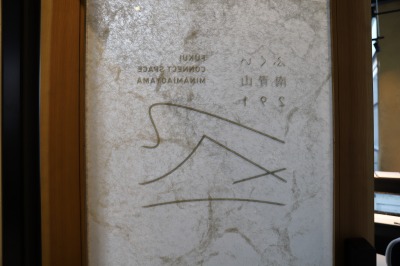 ふくい
南青山
291
FUKUI
CONNECT SPACE
MINAMIAOYAMA